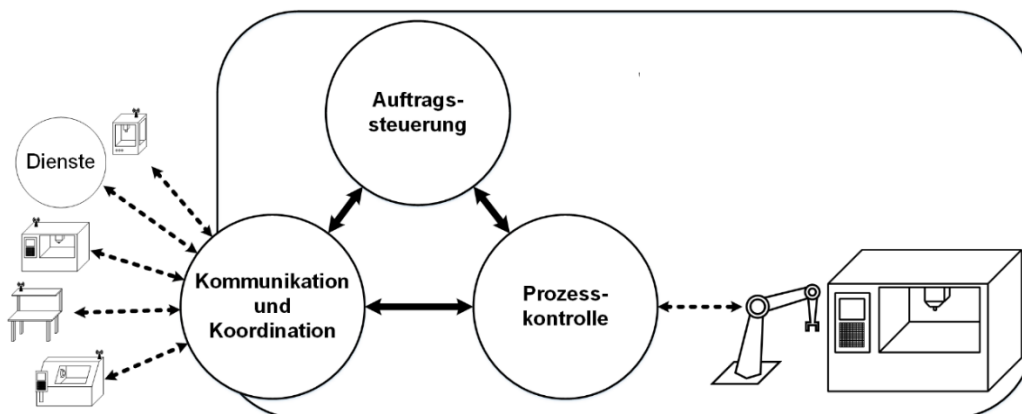 Auftrags-
steuerung
Dienste
Kommunikation
und
Koordination
Prozess-
kontrolle